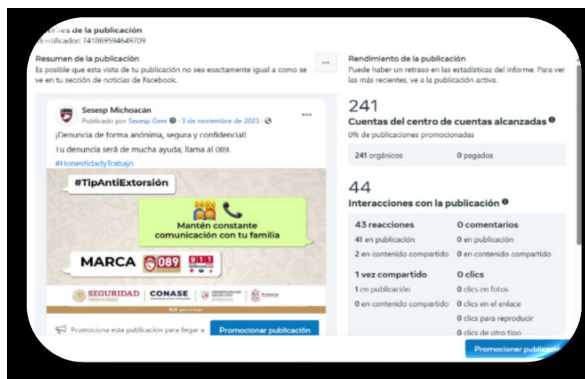 de la publicación
Identificador: 741869594649709
Resumen de la publicación
Es posible que esta vista de tu publicación no sea exactamente igual a como se
ve en tu sección de noticias de Facebook.
Sesesp Michoacán
Publicado por Sesesp Gem · 3 de noviembre de 2023 ·
¡Denuncia de forma anónima, segura y confidencial!
Tu denuncia será de mucha ayuda; llama al 089.
#HonestidadyTrabajo
#TipAntiExtorsión
Mantén constante
comunicación con tu familia
MARCA 089 911
SEGURIDAD CONASE
Promociona esta publicación para llegar a
Promocionar publicación
Rendimiento de la publicación
Puede haber un retraso en las estadísticas del informe. Para ver
las más recientes, ve a la publicación activa.
241
Cuentas del centro de cuentas alcanzadas
0% de publicaciones promocionadas
241 orgánicos 0 pagados
44
Interacciones con la publicación
43 reacciones 0 comentarios
41 en publicación 0 en publicación
2 en contenido compartido 0 en contenido compartido
1 vez compartido 0 clics
1 en publicación 0 clics en fotos
0 en contenido compartido 0 clics en el enlace
0 clics para reproducir
0 clics de otro tipo
Promocionar publicación